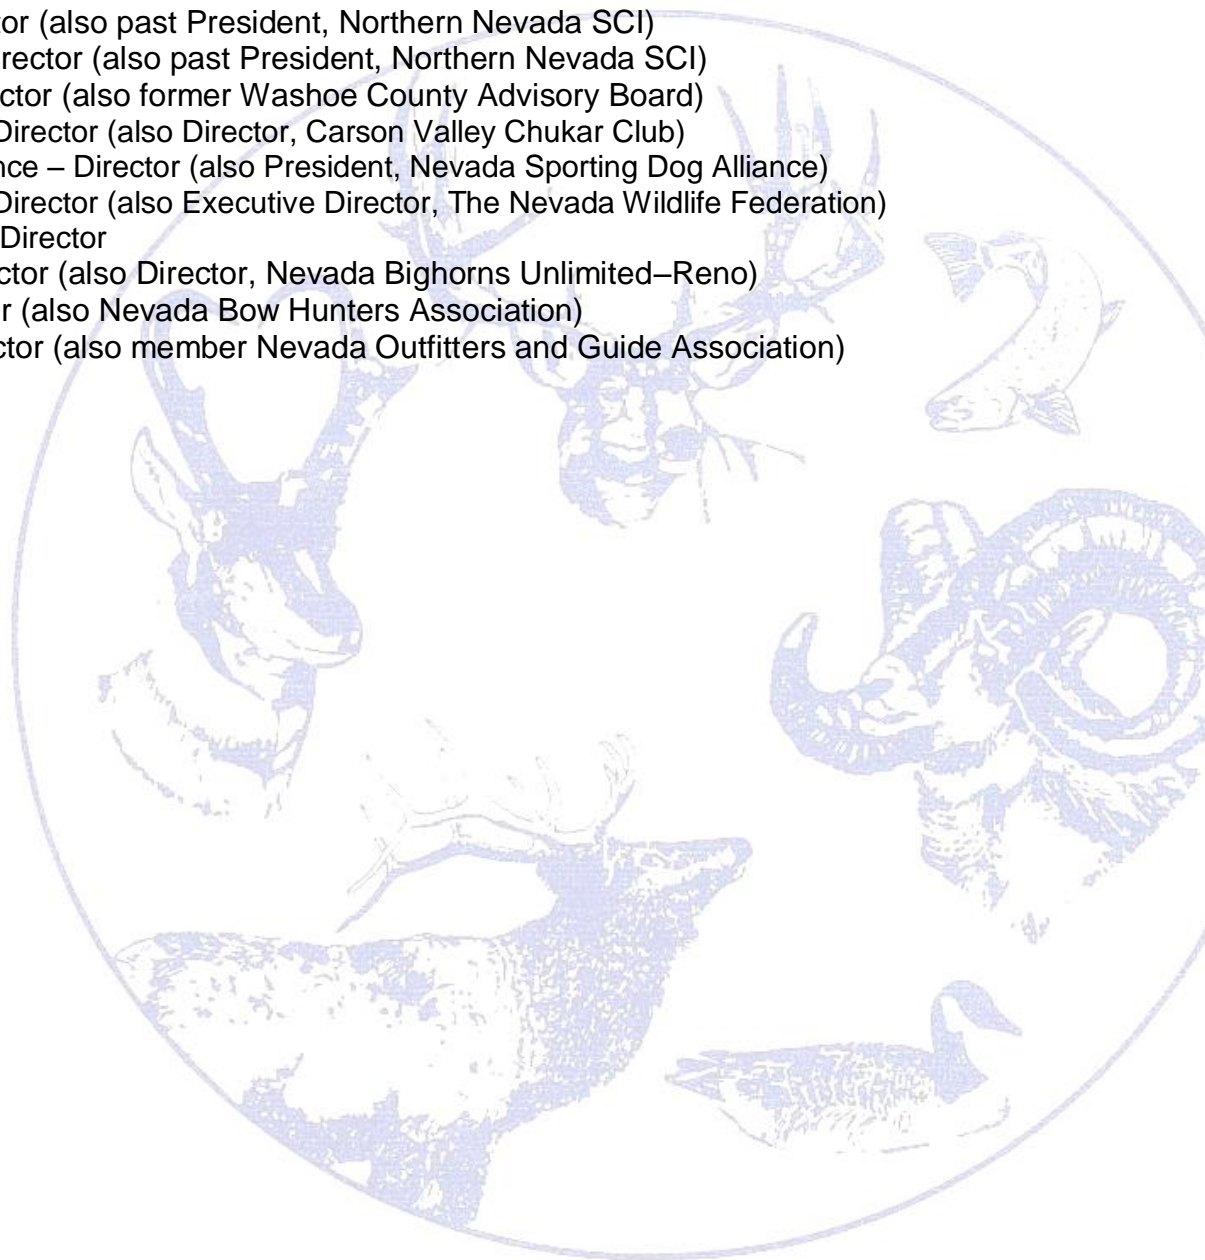 tor (also past President, Northern Nevada SCI)
rector (also past President, Northern Nevada SCI)
ctor (also former Washoe County Advisory Board)
Director (also Director, Carson Valley Chukar Club)
nce – Director (also President, Nevada Sporting Dog Alliance)
Director (also Executive Director, The Nevada Wildlife Federation)
Director
ctor (also Director, Nevada Bighorns Unlimited–Reno)
r (also Nevada Bow Hunters Association)
ctor (also member Nevada Outfitters and Guide Association)